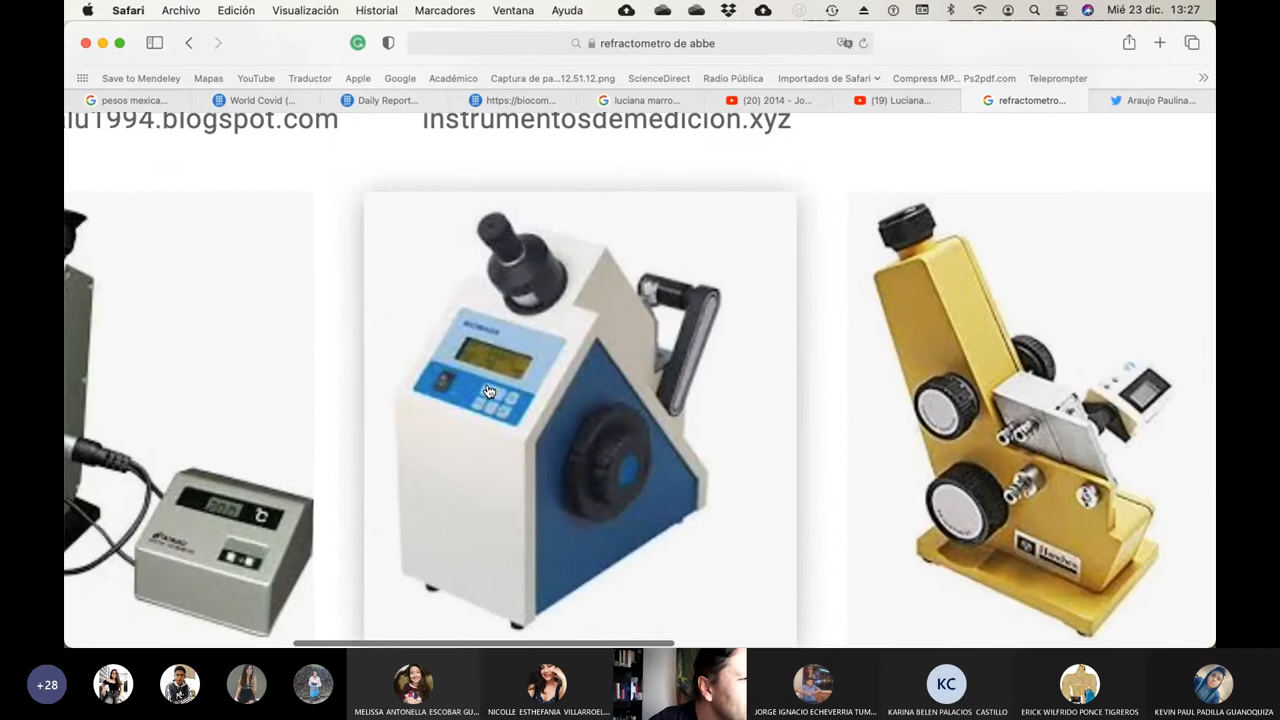 Safari Archivo Edición Visualización Historial Marcadores Ventana Ayuda Mié 23 dic. 13:27
refractometro de abbe
Save to Mendeley Mapas YouTube Traductor Apple Google Académico Captura de pa...12.51.12.png ScienceDirect Radio Pública Importados de Safari Compress MP... Ps2pdf.com Teleprompter
pesos mexica... World Covid (... Daily Report... https://biocom... luciana marro... (20) 2014 - Jo... (19) Luciana... refractometro... Araujo Paulina...
.iu1994.blogspot.com instrumentosdemedicion.xyz
BIOBASE
°C
+28
MELISSA ANTONELLA ESCOBAR GU... NICOLLE ESTHEFANIA VILLARROEL... JORGE IGNACIO ECHEVERRIA TUM... KC KARINA BELEN PALACIOS CASTILLO ERICK WILFRIDO PONCE TIGREROS KEVIN PAUL PADILLA GUANOQUIZA